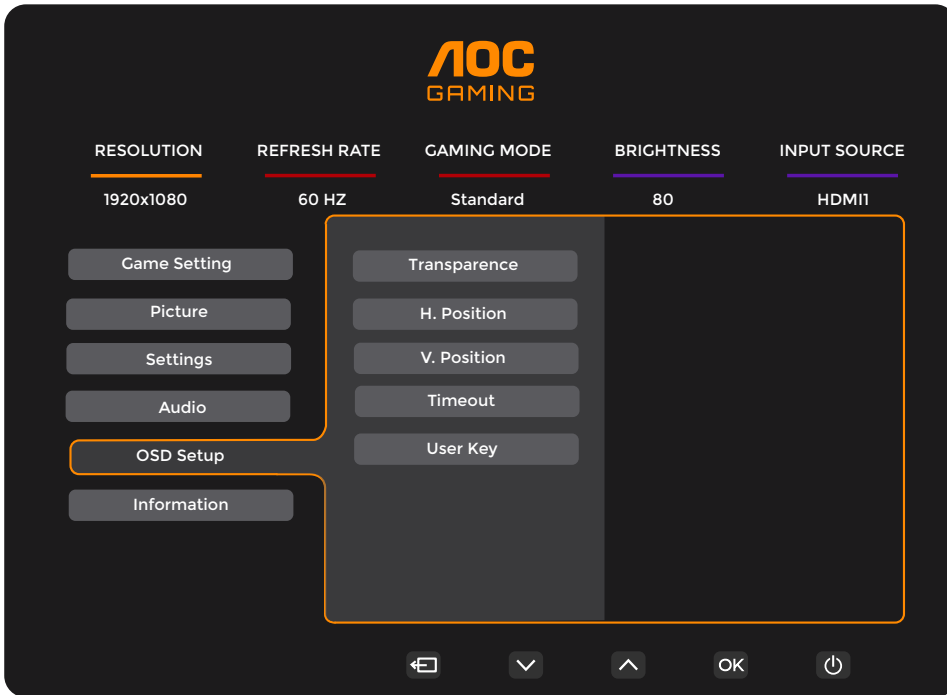 AOC
GAMING
RESOLUTION REFRESH RATE GAMING MODE BRIGHTNESS INPUT SOURCE
1920x1080 60 HZ Standard 80 HDMI1
Game Setting Transparence
Picture H. Position
Settings V. Position
Audio Timeout
OSD Setup User Key
Information
OK